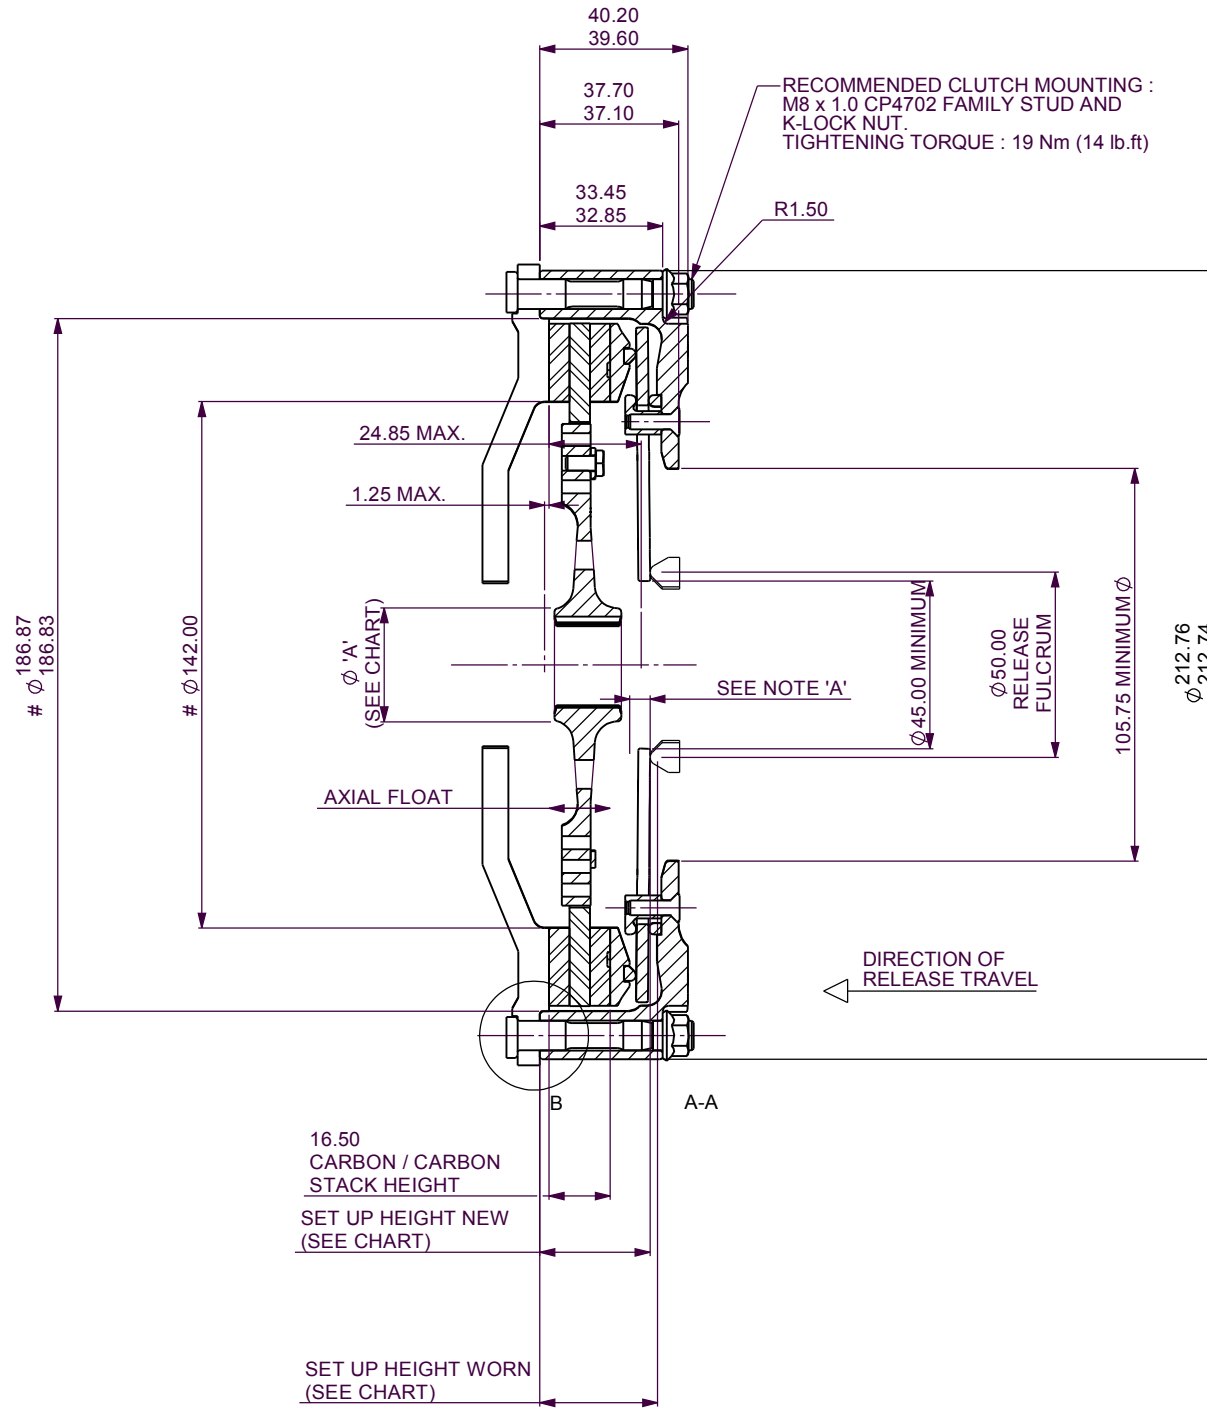 40.20
39.60
37.70
37.10
RECOMMENDED CLUTCH MOUNTING :
M8 x 1.0 CP4702 FAMILY STUD AND
K-LOCK NUT.
TIGHTENING TORQUE : 19 Nm (14 lb.ft)
33.45
32.85
R1.50
24.85 MAX.
1.25 MAX.
# Ø 186.87
186.83
# Ø 142.00
Ø 'A'
(SEE CHART)
SEE NOTE 'A'
Ø45.00 MINIMUM
Ø50.00
RELEASE
FULCRUM
105.75 MINIMUM Ø
Ø 212.76
212.74
AXIAL FLOAT
DIRECTION OF
RELEASE TRAVEL
B
A-A
16.50
CARBON / CARBON
STACK HEIGHT
SET UP HEIGHT NEW
(SEE CHART)
SET UP HEIGHT WORN
(SEE CHART)